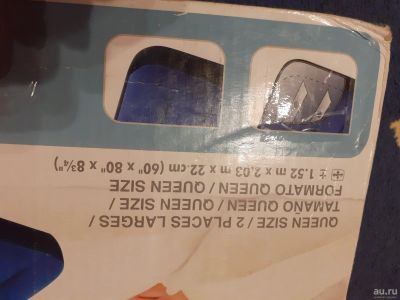 QUEEN SIZE / 2 PLACES LARGES /
TAMAÑO QUEEN / QUEEN SIZE /
FORMATO QUEEN / QUEEN SIZE
± 1.52 m x 2.03 m x 22 cm (60" x 80" x 8¾")
au.ru